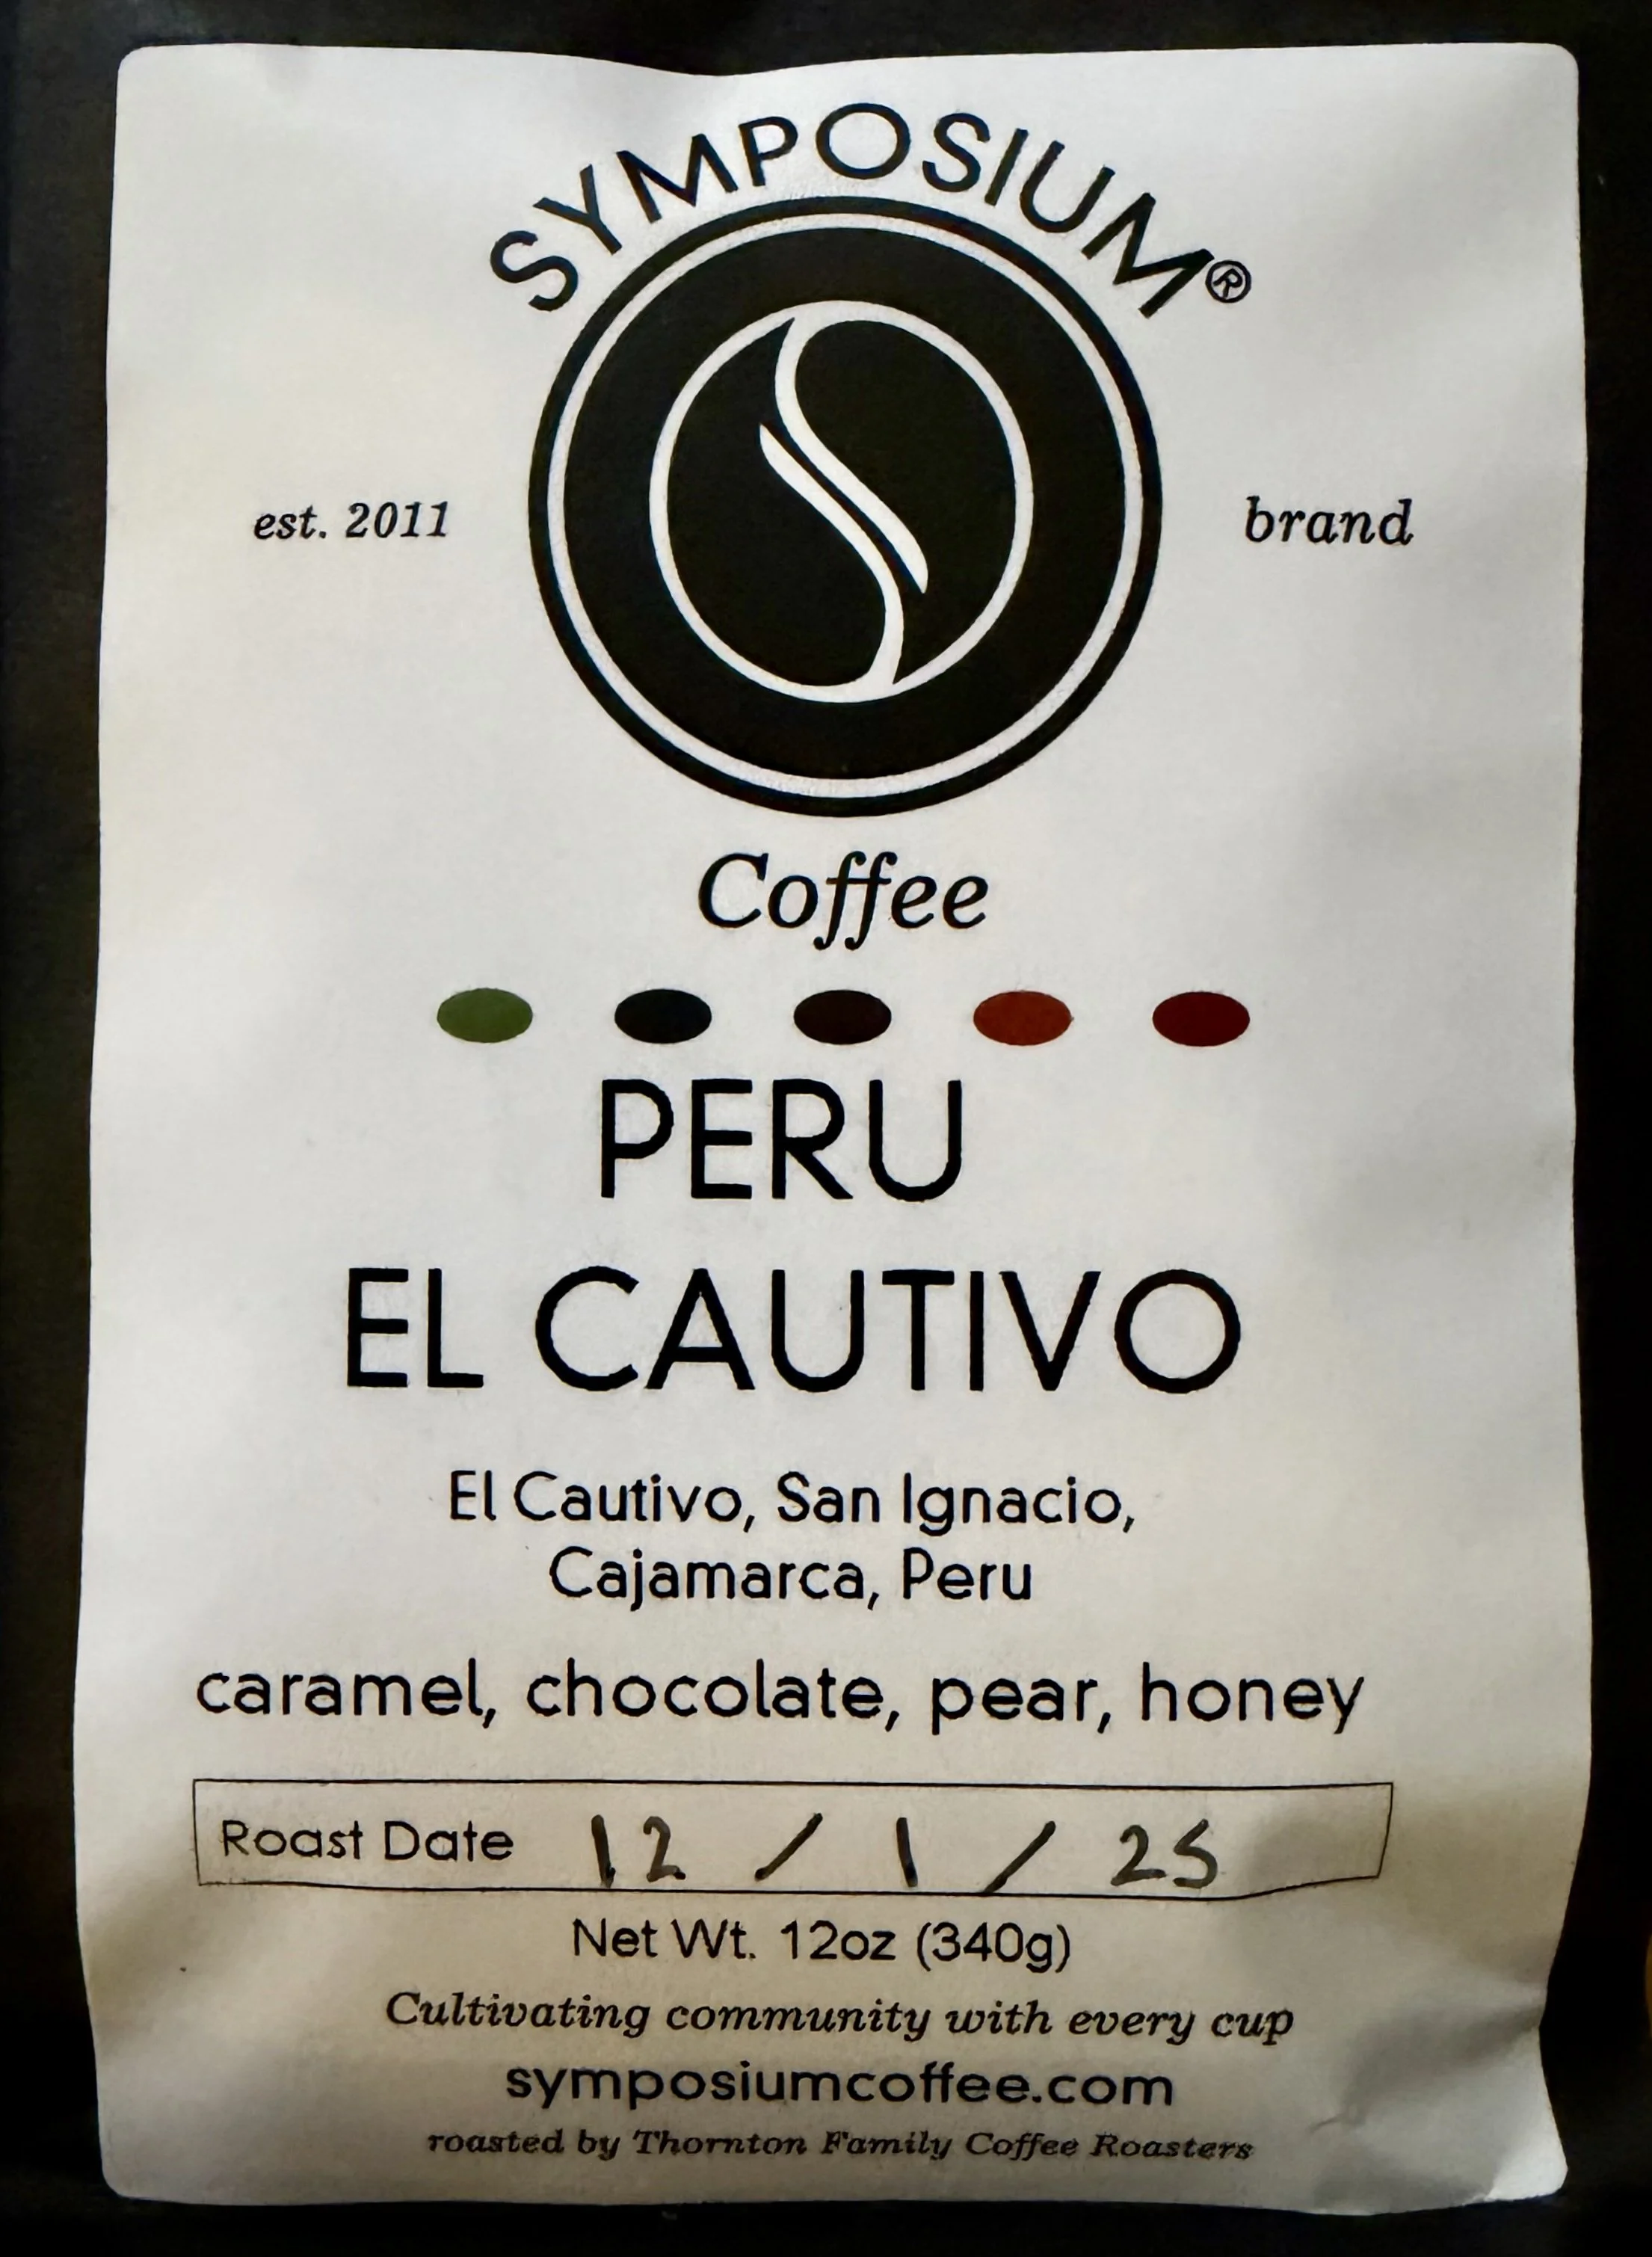 SYMPOSIUM®
est. 2011
brand
Coffee
PERU
EL CAUTIVO
El Cautivo, San Ignacio,
Cajamarca, Peru
caramel, chocolate, pear, honey
Roast Date 12 / 1 / 25
Net Wt. 12oz (340g)
Cultivating community with every cup
symposiumcoffee.com
roasted by Thornton Family Coffee Roasters